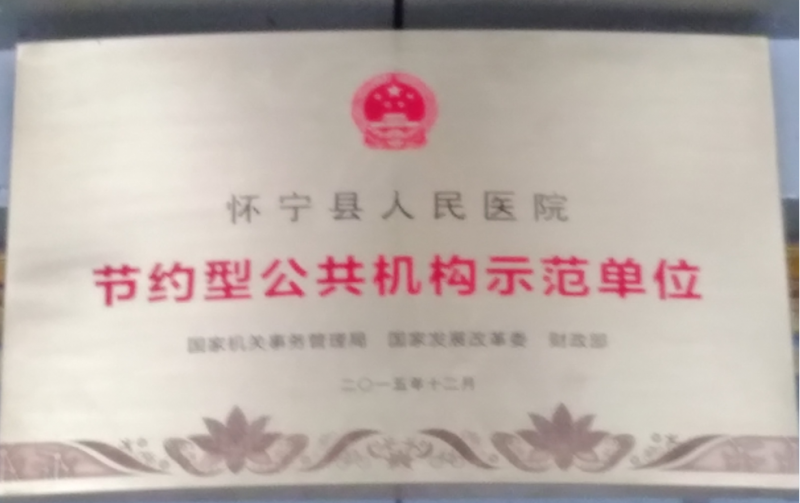 怀宁县人民医院
节约型公共机构示范单位
国家机关事务管理局 国家发展改革委 财政部
二〇一五年十二月